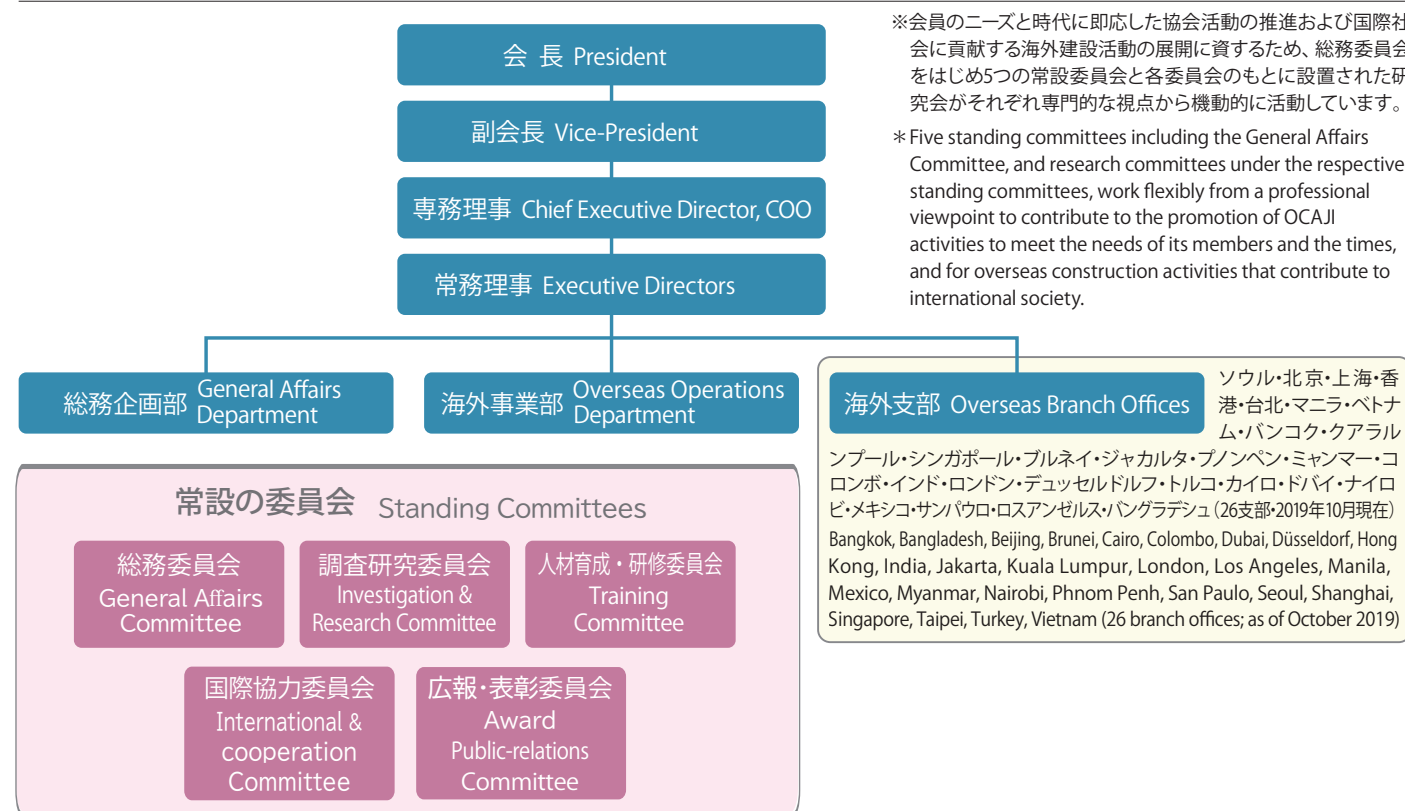 会 長 President
副会長 Vice-President
専務理事 Chief Executive Director, COO
常務理事 Executive Directors
※会員のニーズと時代に即応した協会活動の推進および国際社
会に貢献する海外建設活動の展開に資するため、総務委員会
をはじめ5つの常設委員会と各委員会のもとに設置された研
究会がそれぞれ専門的な視点から機動的に活動しています。
＊Five standing committees including the General Affairs
Committee, and research committees under the respective
standing committees, work flexibly from a professional
viewpoint to contribute to the promotion of OCAJI
activities to meet the needs of its members and the times,
and for overseas construction activities that contribute to
international society.
総務企画部 General Affairs
Department
海外事業部 Overseas Operations
Department
海外支部 Overseas Branch Offices
ソウル・北京・上海・香
港・台北・マニラ・ベトナ
ム・バンコク・クアラル
ンプール・シンガポール・ブルネイ・ジャカルタ・プノンペン・ミャンマー・コ
ロンボ・インド・ロンドン・デュッセルドルフ・トルコ・カイロ・ドバイ・ナイロ
ビ・メキシコ・サンパウロ・ロスアンゼルス・バングラデシュ（26支部・2019年10月現在）
Bangkok, Bangladesh, Beijing, Brunei, Cairo, Colombo, Dubai, Düsseldorf, Hong
Kong, India, Jakarta, Kuala Lumpur, London, Los Angeles, Manila,
Mexico, Myanmar, Nairobi, Phnom Penh, San Paulo, Seoul, Shanghai,
Singapore, Taipei, Turkey, Vietnam (26 branch offices; as of October 2019)
常設の委員会 Standing Committees
総務委員会
General Affairs
Committee
調査研究委員会
Investigation &
Research Committee
人材育成・研修委員会
Training
Committee
国際協力委員会
International &
cooperation
Committee
広報・表彰委員会
Award
Public-relations
Committee